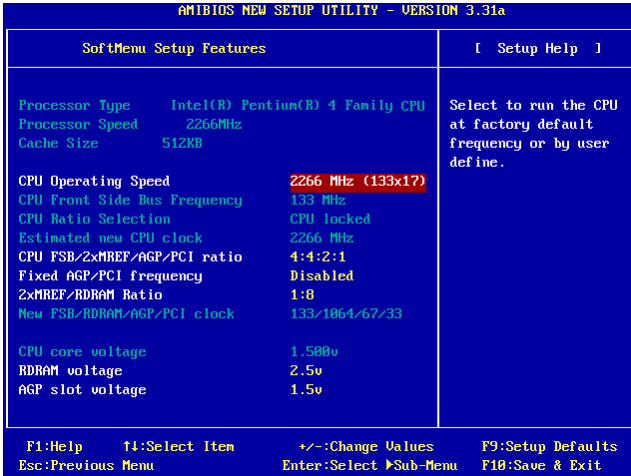 AMIBIOS NEW SETUP UTILITY - VERSION 3.31a
SoftMenu Setup Features
[ Setup Help ]
Processor Type Intel(R) Pentium(R) 4 Family CPU
Processor Speed 2266MHz
Cache Size 512KB
CPU Operating Speed 2266 MHz (133x17)
CPU Front Side Bus Frequency 133 MHz
CPU Ratio Selection CPU locked
Estimated new CPU clock 2266 MHz
CPU FSB/2xMREF/AGP/PCI ratio 4:4:2:1
Fixed AGP/PCI frequency Disabled
2xMREF/RDRAM Ratio 1:8
New FSB/RDRAM/AGP/PCI clock 133/1064/67/33
CPU core voltage 1.500v
RDRAM voltage 2.5v
AGP slot voltage 1.5v
Select to run the CPU
at factory default
frequency or by user
define.
F1:Help ↑↓:Select Item +/-:Change Values F9:Setup Defaults
Esc:Previous Menu Enter:Select ▶Sub-Menu F10:Save & Exit